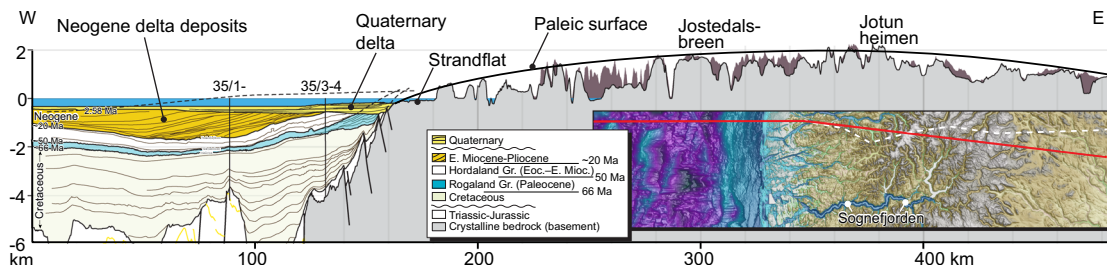 W
E
Neogene delta deposits
Quaternary
delta
Strandflat
Paleic surface
Jostedals-
breen
Jotun
heimen
2
0
-2
-4
-6
km
35/1-
35/3-4
2.58 Ma
Neogene
~20 Ma
50 Ma
66 Ma
Cretaceous
Quaternary
E. Miocene-Pliocene
~20 Ma
Hordaland Gr. (Eoc.–E. Mioc.)
50 Ma
Rogaland Gr. (Paleocene)
66 Ma
Cretaceous
Triassic-Jurassic
Crystalline bedrock (basement)
Sognefjorden
100
200
300
400 km